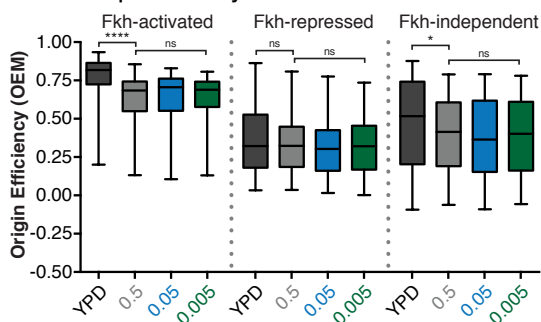 Fkh-activated
Fkh-repressed
Fkh-independent
Origin Efficiency (OEM)
1.00
0.75
0.50
0.25
0.00
-0.25
-0.50
****
ns
ns
ns
*
ns
YPD
0.5
0.05
0.005
YPD
0.5
0.05
0.005
YPD
0.5
0.05
0.005